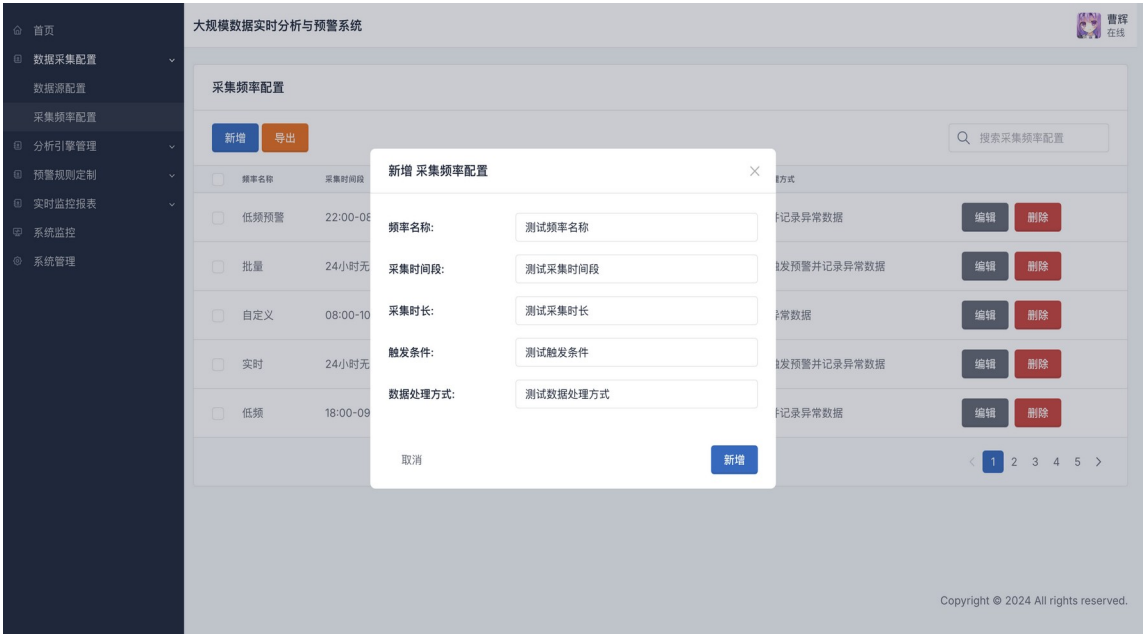 首页
数据采集配置
数据源配置
采集频率配置
分析引擎管理
预警规则定制
实时监控报表
系统监控
系统管理
大规模数据实时分析与预警系统
曹辉
在线
采集频率配置
新增 导出
搜索采集频率配置
频率名称 采集时间段
低频预警 22:00-08 记录异常数据 编辑 删除
批量 24小时无 发预警并记录异常数据 编辑 删除
自定义 08:00-10 常数据 编辑 删除
实时 24小时无 发预警并记录异常数据 编辑 删除
低频 18:00-09 记录异常数据 编辑 删除
1 2 3 4 5
新增 采集频率配置
频率名称: 测试频率名称
采集时间段: 测试采集时间段
采集时长: 测试采集时长
触发条件: 测试触发条件
数据处理方式: 测试数据处理方式
取消 新增
Copyright © 2024 All rights reserved.